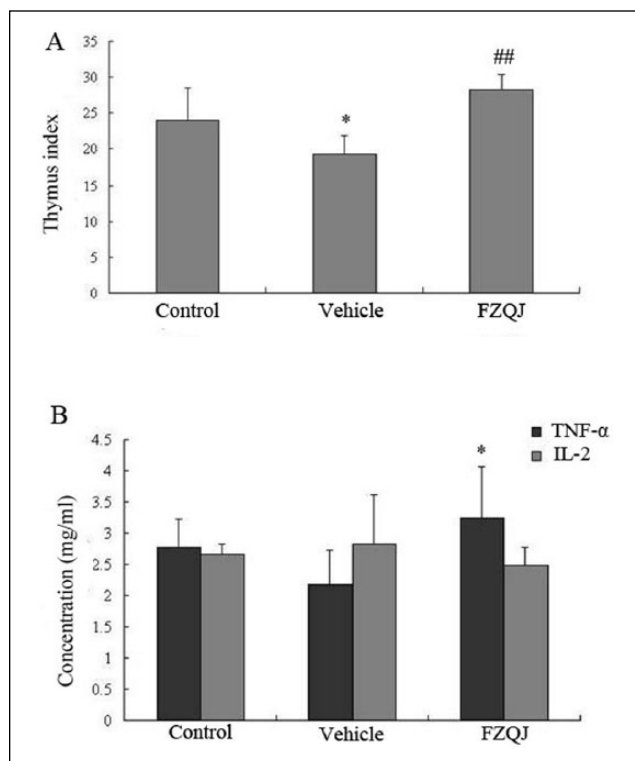 A
Thymus index
35
30
25
20
15
10
5
0
*
##
Control Vehicle FZQJ
B
Concentration (mg/ml)
4.5
4
3.5
3
2.5
2
1.5
1
0.5
0
*
TNF-α
IL-2
Control Vehicle FZQJ